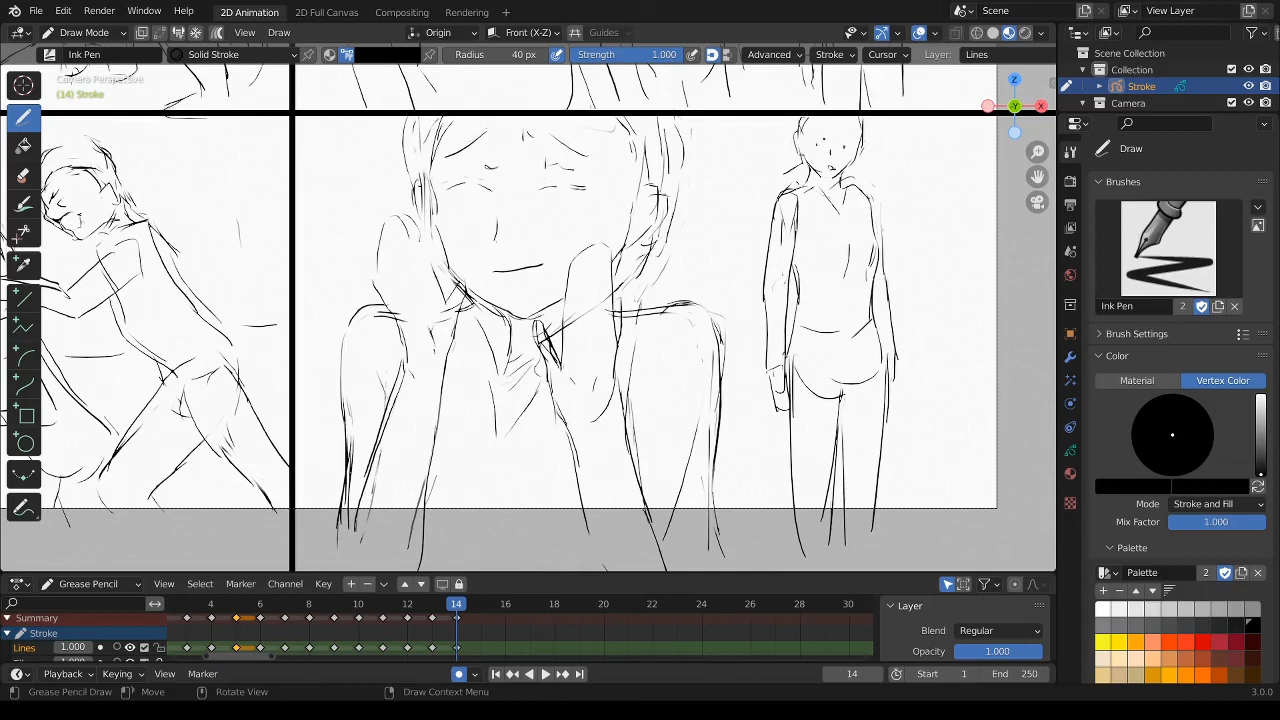 File Edit Render Window Help 2D Animation 2D Full Canvas Compositing Rendering + Scene View Layer
Draw Mode View Draw Origin Front (X-Z) Guides
Ink Pen Solid Stroke Radius 40 px Strength 1.000 Advanced Stroke Cursor Layer: Lines
Camera Perspective
(14) Stroke
Z
X
Y
Scene Collection
Collection
Stroke
Camera
Draw
Brushes
Ink Pen 2
Brush Settings
Color
Material Vertex Color
Mode Stroke and Fill
Mix Factor 1.000
Palette
Palette 2
Grease Pencil View Select Marker Channel Key
4 6 8 10 12 14 16 18 20 22 24 26 28 30
Summary
Stroke
Lines 1.000
Layer
Blend Regular
Opacity 1.000
Playback Keying View Marker 14 Start 1 End 250
Grease Pencil Draw Move Rotate View Draw Context Menu 3.0.0